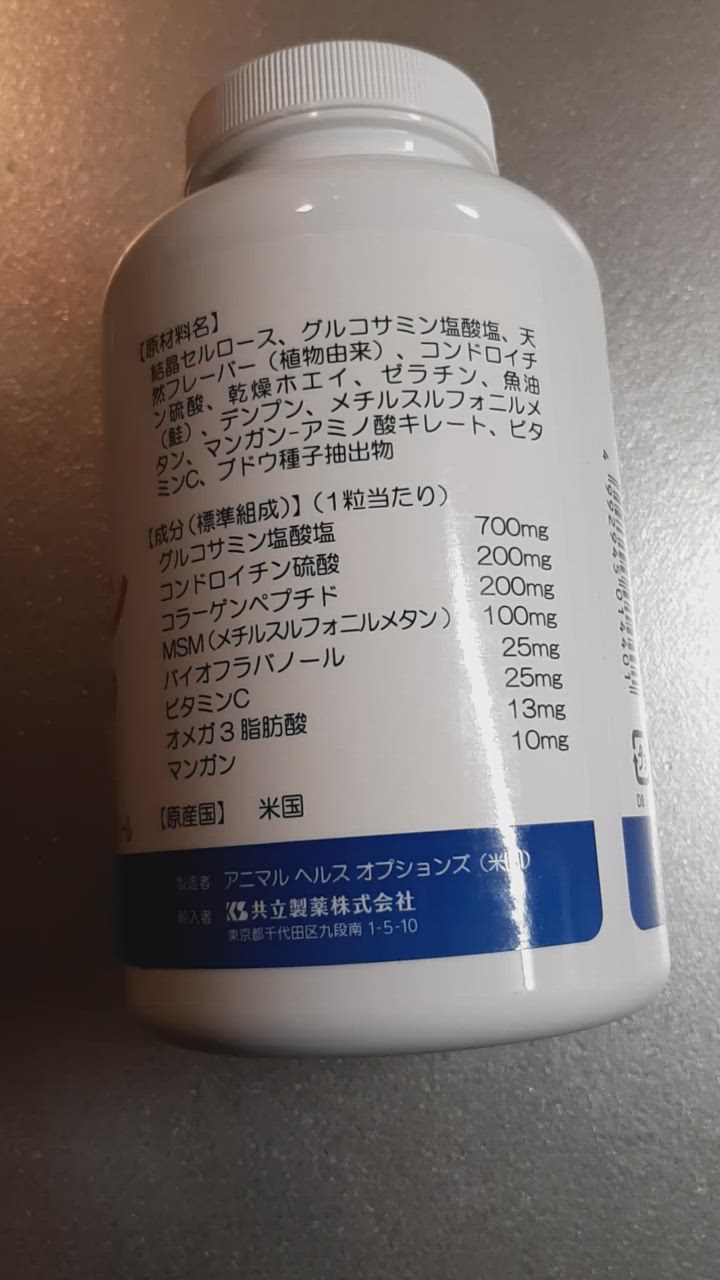 【原材料名】
結晶セルロース、グルコサミン塩酸塩、天
然フレーバー（植物由来）、コンドロイチ
ン硫酸、乾燥ホエイ、ゼラチン、魚油
（鮭）、デンプン、メチルスルフォニルメ
タン、マンガン-アミノ酸キレート、ビタ
ミンC、ブドウ種子抽出物
【成分（標準組成）】（1粒当たり）
グルコサミン塩酸塩 700mg
コンドロイチン硫酸 200mg
コラーゲンペプチド 200mg
MSM（メチルスルフォニルメタン） 100mg
バイオフラバノール 25mg
ビタミンC 25mg
オメガ3脂肪酸 13mg
マンガン 10mg
【原産国】 米国
製造者 アニマル ヘルス オプションズ（米国）
輸入者 KS 共立製薬株式会社
東京都千代田区九段南 1-5-10
4 992945 014401